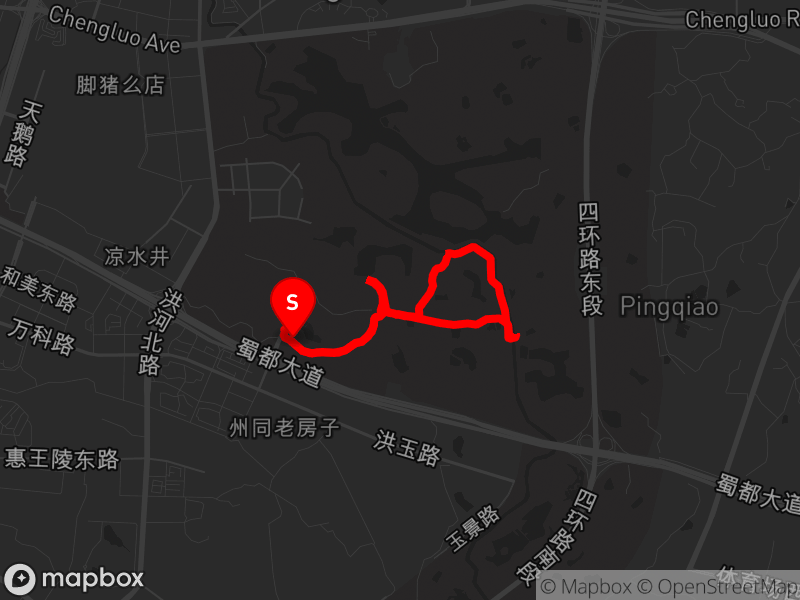 Chengluo Ave
Chengluo R
脚猪么店
天鹅路
四环路东段
凉水井
和美东路
洪河北路
万科路
S
Pingqiao
蜀都大道
州同老房子
洪玉路
惠王陵东路
蜀都大道
玉景路
四环路南段
mapbox
© Mapbox © OpenStreetMap